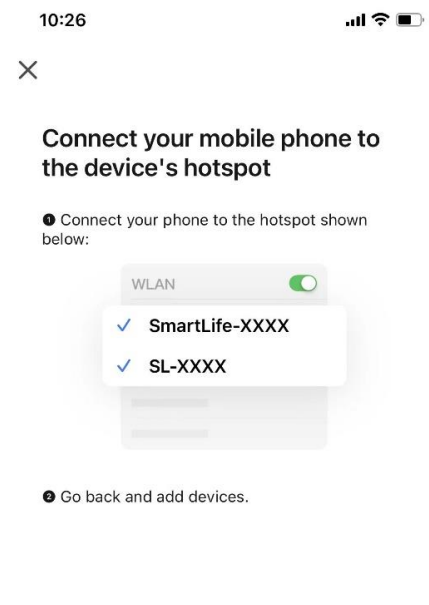 10:26
Connect your mobile phone to
the device's hotspot
❶ Connect your phone to the hotspot shown
below:
WLAN
SmartLife-XXXX
SL-XXXX
❷ Go back and add devices.